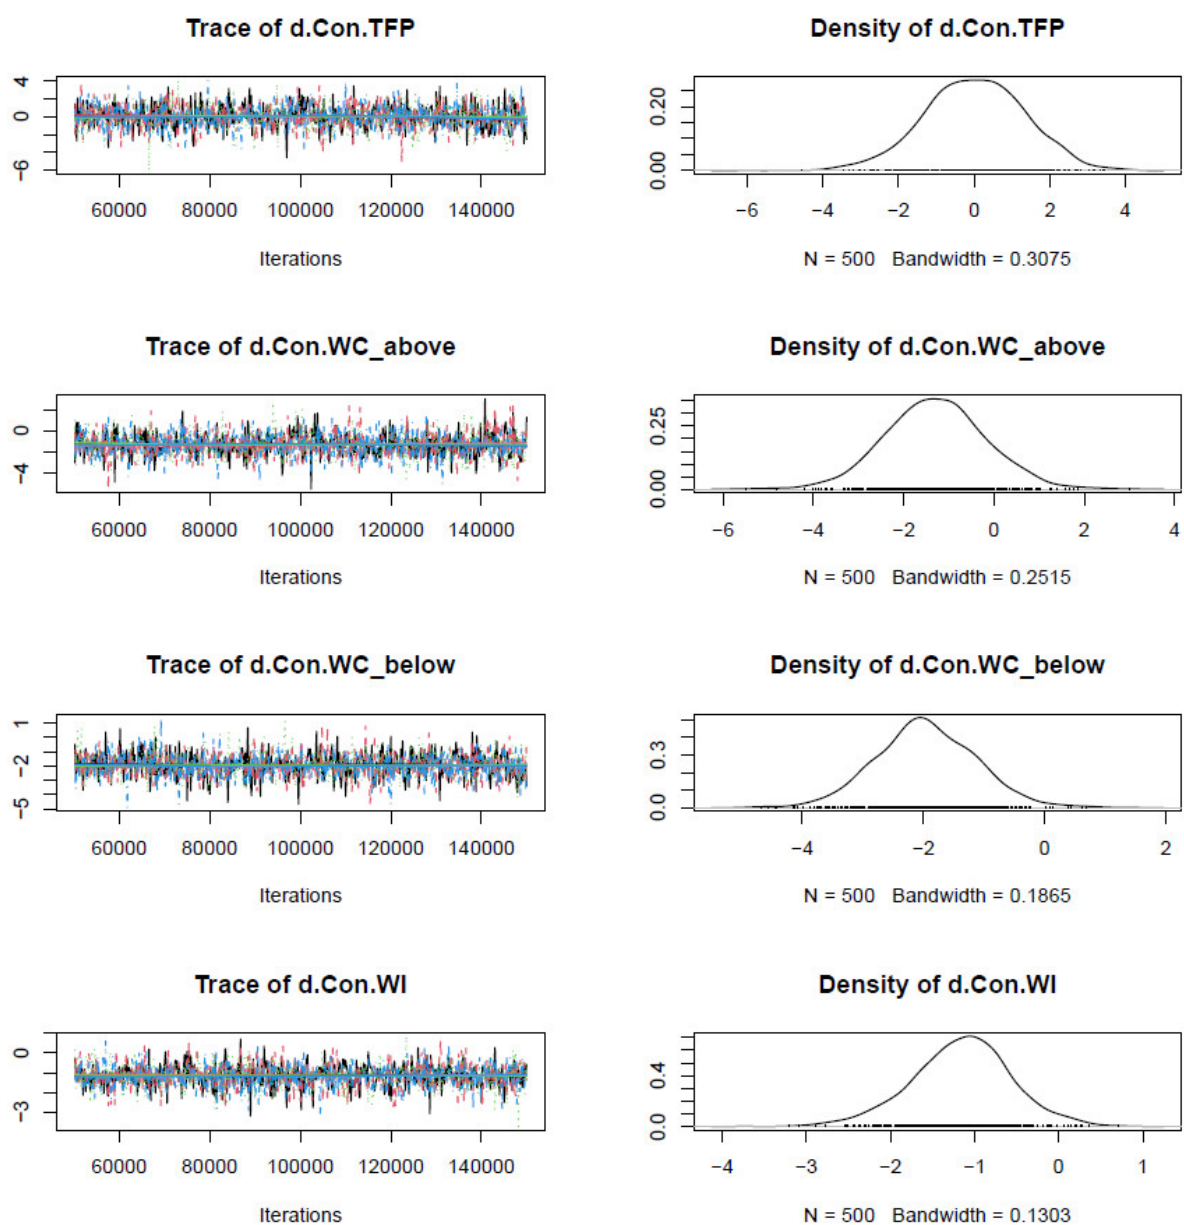 Trace of d.Con.TFP
4
0
−6
60000 80000 100000 120000 140000
Iterations
Density of d.Con.TFP
0.20
0.00
−6 −4 −2 0 2 4
N = 500 Bandwidth = 0.3075
Trace of d.Con.WC_above
0
−4
60000 80000 100000 120000 140000
Iterations
Density of d.Con.WC_above
0.25
0.00
−6 −4 −2 0 2 4
N = 500 Bandwidth = 0.2515
Trace of d.Con.WC_below
1
−2
−5
60000 80000 100000 120000 140000
Iterations
Density of d.Con.WC_below
0.3
0.0
−4 −2 0 2
N = 500 Bandwidth = 0.1865
Trace of d.Con.WI
0
−3
60000 80000 100000 120000 140000
Iterations
Density of d.Con.WI
0.4
0.0
−4 −3 −2 −1 0 1
N = 500 Bandwidth = 0.1303